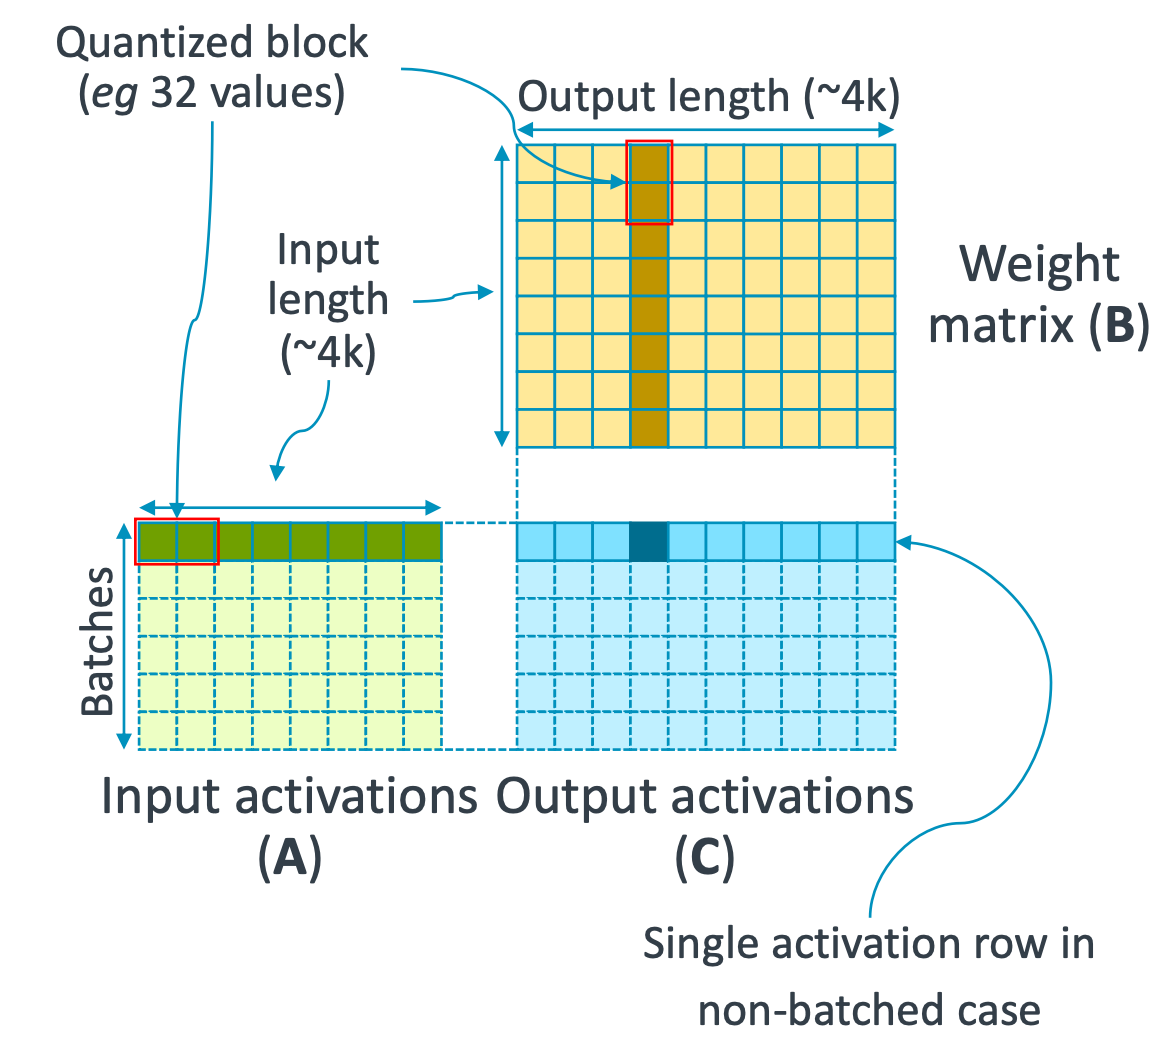 Quantized block
(eg 32 values)
Output length (~4k)
Input
length
(~4k)
Weight
matrix (B)
Batches
Input activations
(A)
Output activations
(C)
Single activation row in
non-batched case